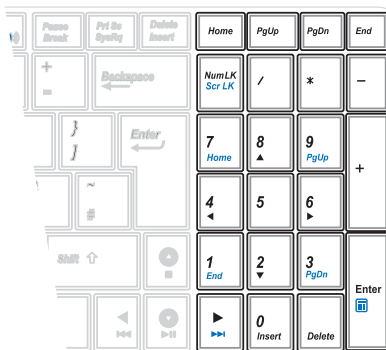 Pause
Break
Prt Sc
SysRq
Delete
Insert
Home
PgUp
PgDn
End
+
=
Backspace
NumLK
Scr LK
/
*
-
}
]
Enter
7
Home
8
9
PgUp
+
~
#
4
5
6
Shift
1
End
2
3
PgDn
Enter
0
Insert
Delete